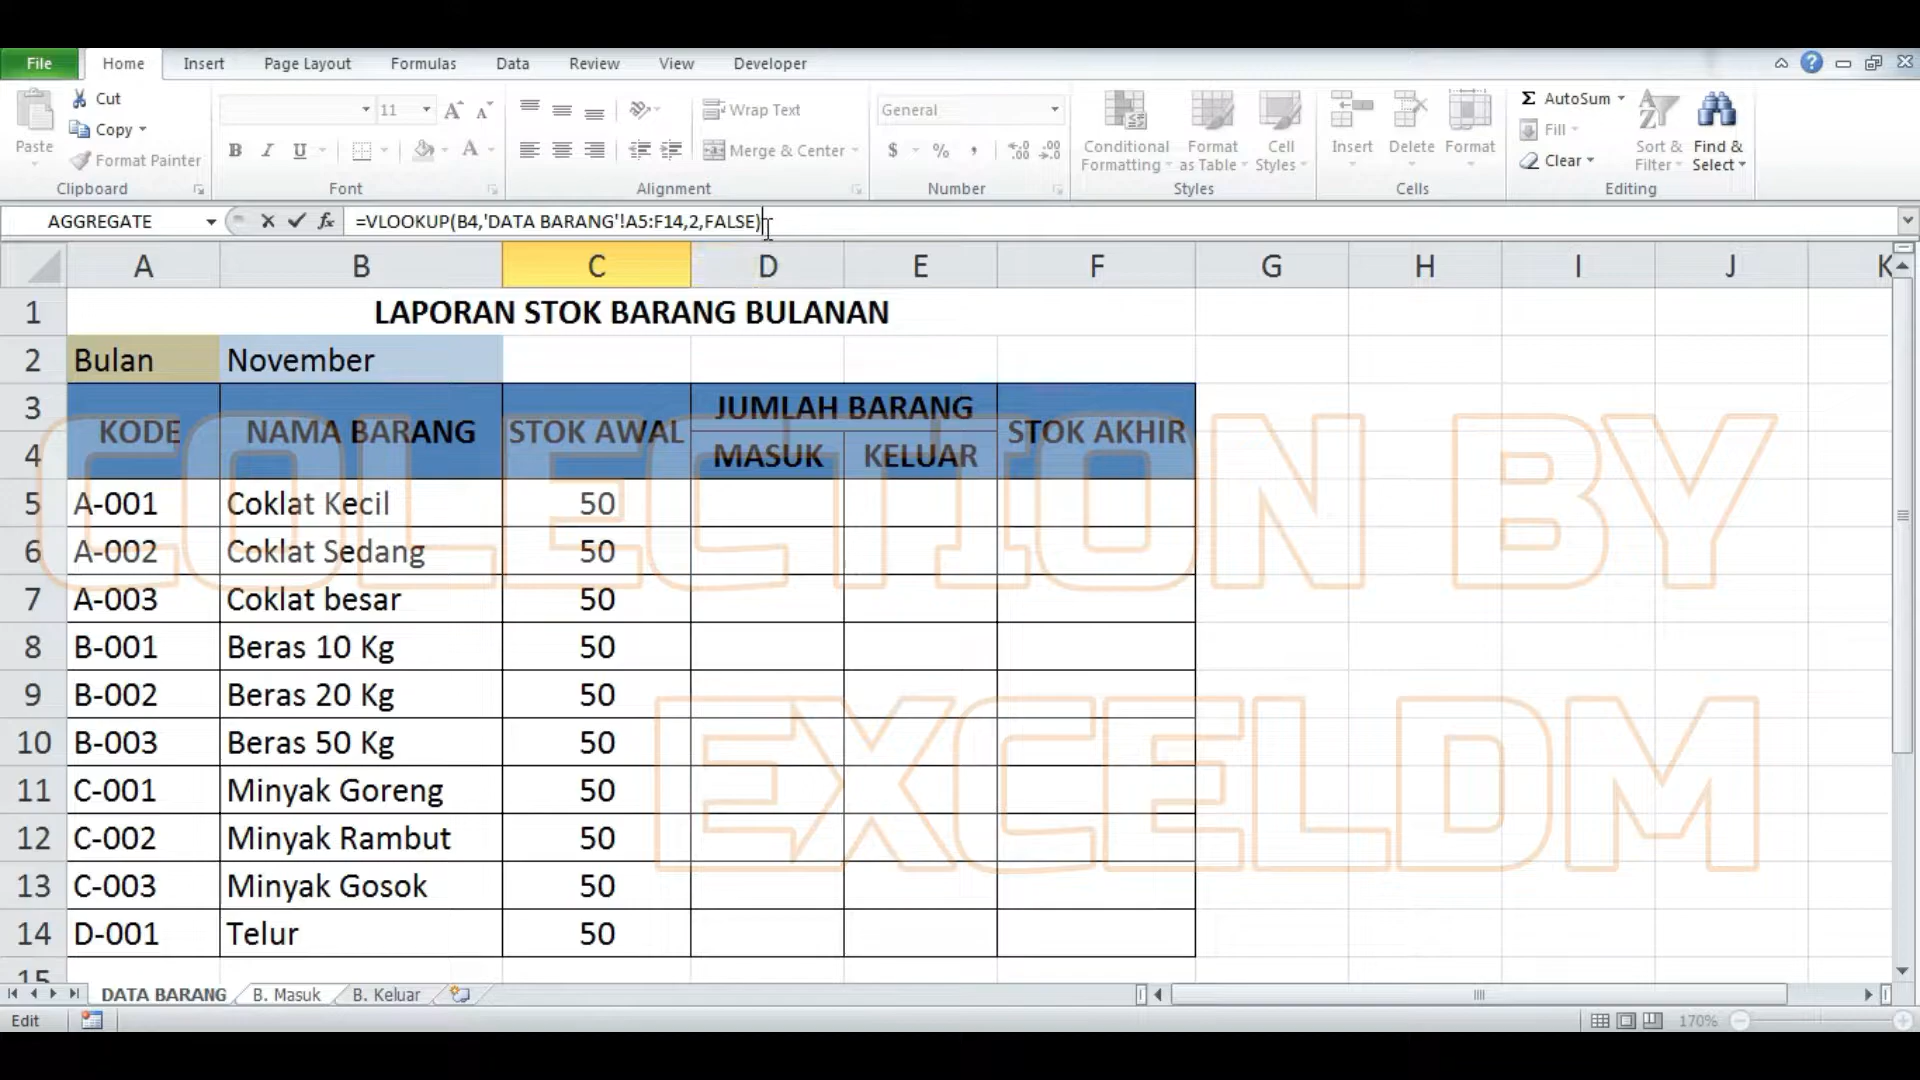 File Home Insert Page Layout Formulas Data Review View Developer
Paste Cut Copy Format Painter Clipboard
11 B I U A Font
Wrap Text Merge & Center Alignment
General $ % , Number
Conditional Formatting Format as Table Cell Styles Styles
Insert Delete Format Cells
Σ AutoSum Fill Clear Sort & Filter Find & Select Editing
AGGREGATE fx =VLOOKUP(B4,'DATA BARANG'!A5:F14,2,FALSE)
A B C D E F G H I J K
1 LAPORAN STOK BARANG BULANAN
2 Bulan November
3 KODE NAMA BARANG STOK AWAL JUMLAH BARANG STOK AKHIR
4 MASUK KELUAR
5 A-001 Coklat Kecil 50
6 A-002 Coklat Sedang 50
7 A-003 Coklat besar 50
8 B-001 Beras 10 Kg 50
9 B-002 Beras 20 Kg 50
10 B-003 Beras 50 Kg 50
11 C-001 Minyak Goreng 50
12 C-002 Minyak Rambut 50
13 C-003 Minyak Gosok 50
14 D-001 Telur 50
15
COLECTION BY
EXCELDM
DATA BARANG B. Masuk B. Keluar
Edit 170%